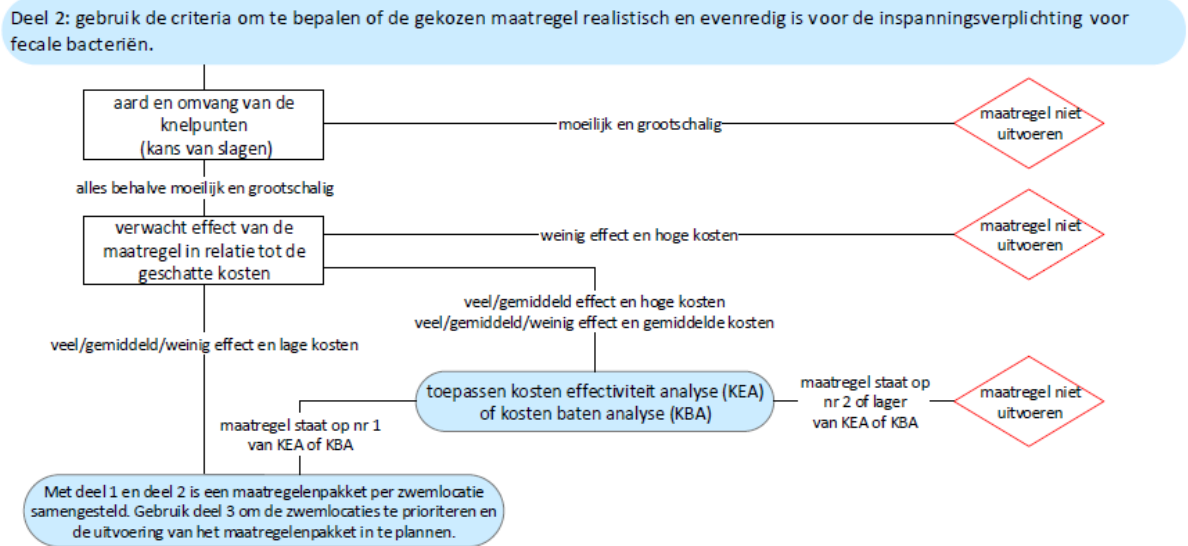 Deel 2: gebruik de criteria om te bepalen of de gekozen maatregel realistisch en evenredig is voor de inspanningsverplichting voor
fecale bacteriën.
aard en omvang van de
knelpunten
(kans van slagen)
moeilijk en grootschalig
maatregel niet
uitvoeren
alles behalve moeilijk en grootschalig
verwacht effect van de
maatregel in relatie tot de
geschatte kosten
weinig effect en hoge kosten
maatregel niet
uitvoeren
veel/gemiddeld effect en hoge kosten
veel/gemiddeld/weinig effect en gemiddelde kosten
veel/gemiddeld/weinig effect en lage kosten
toepassen kosten effectiviteit analyse (KEA)
of kosten baten analyse (KBA)
maatregel staat op
nr 2 of lager
van KEA of KBA
maatregel niet
uitvoeren
maatregel staat op nr 1
van KEA of KBA
Met deel 1 en deel 2 is een maatregelenpakket per zwemlocatie
samengesteld. Gebruik deel 3 om de zwemlocaties te prioriteren en
de uitvoering van het maatregelenpakket in te plannen.